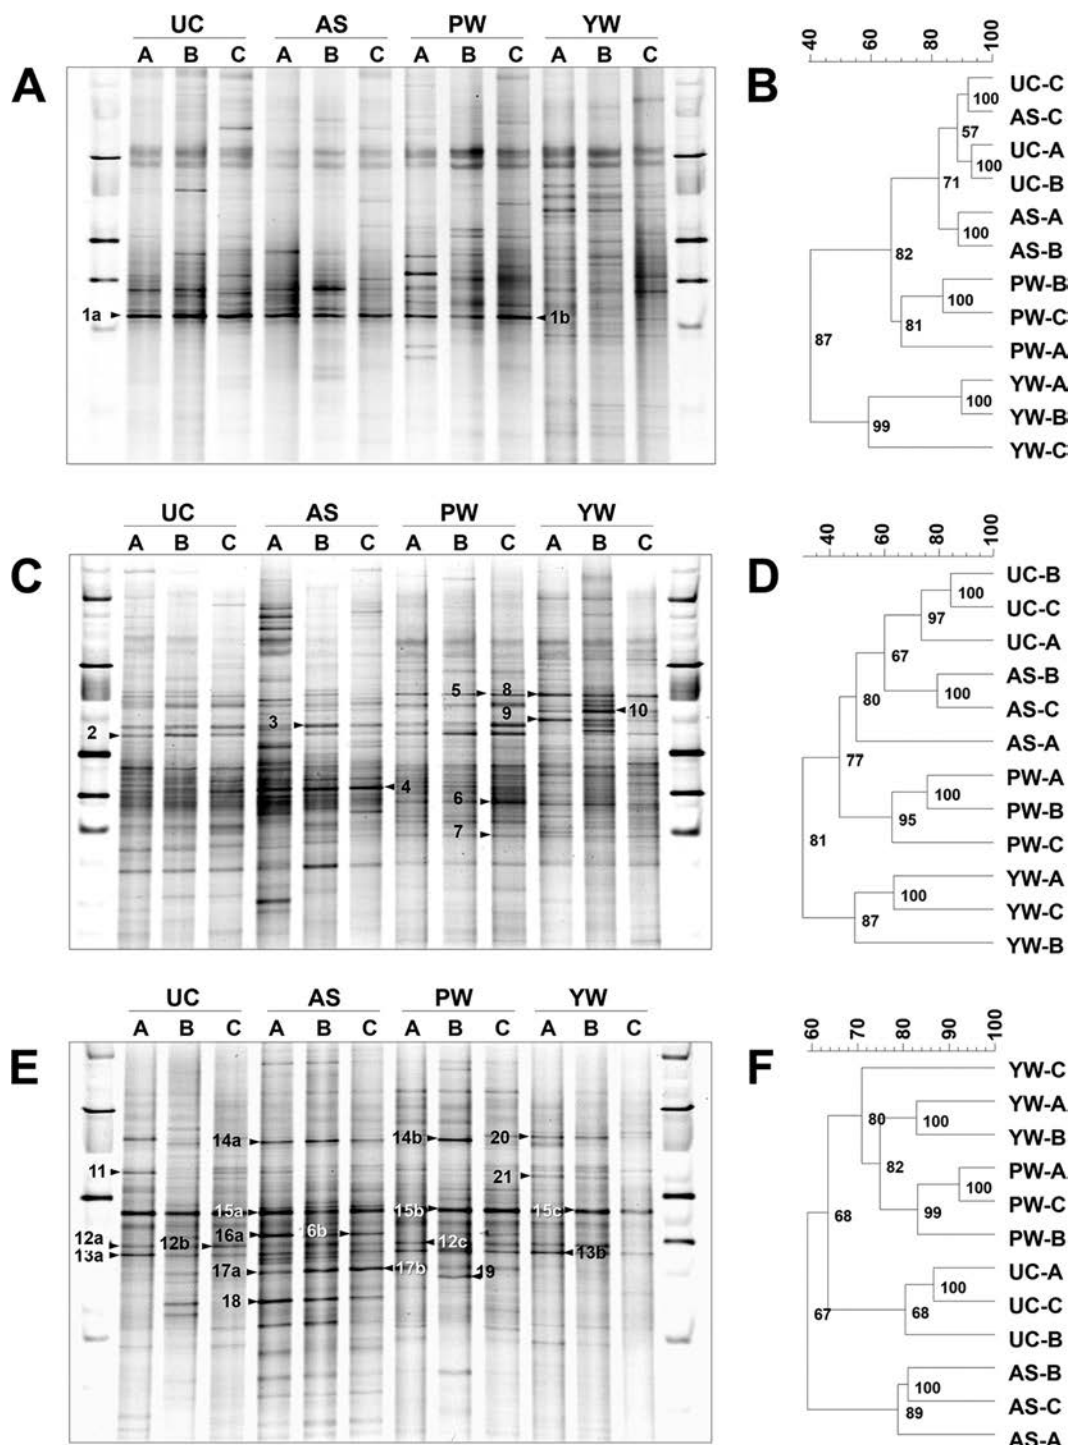 UC AS PW YW
A B C A B C A B C A B C
A
1a
1b
B
40 60 80 100
UC-C
100
AS-C
57
UC-A
100
UC-B
71
AS-A
100
AS-B
82
PW-B
100
PW-C
81
PW-A
87
YW-A
100
YW-B
99
YW-C
UC AS PW YW
A B C A B C A B C A B C
C
2
3
4
5
8
9
10
6
7
D
40 60 80 100
UC-B
100
UC-C
97
UC-A
67
AS-B
100
AS-C
80
AS-A
77
PW-A
100
PW-B
95
PW-C
81
YW-A
100
YW-C
87
YW-B
UC AS PW YW
A B C A B C A B C A B C
E
14a 14b 20
11 21
15a 15b 15c
16a 6b
12a 12b 12c
13a 13b
17a 17b 19
18
F
60 70 80 90 100
YW-C
80
YW-A
100
YW-B
82
PW-A
100
PW-C
99
PW-B
68
UC-A
100
UC-C
68
UC-B
67
AS-B
100
AS-C
89
AS-A